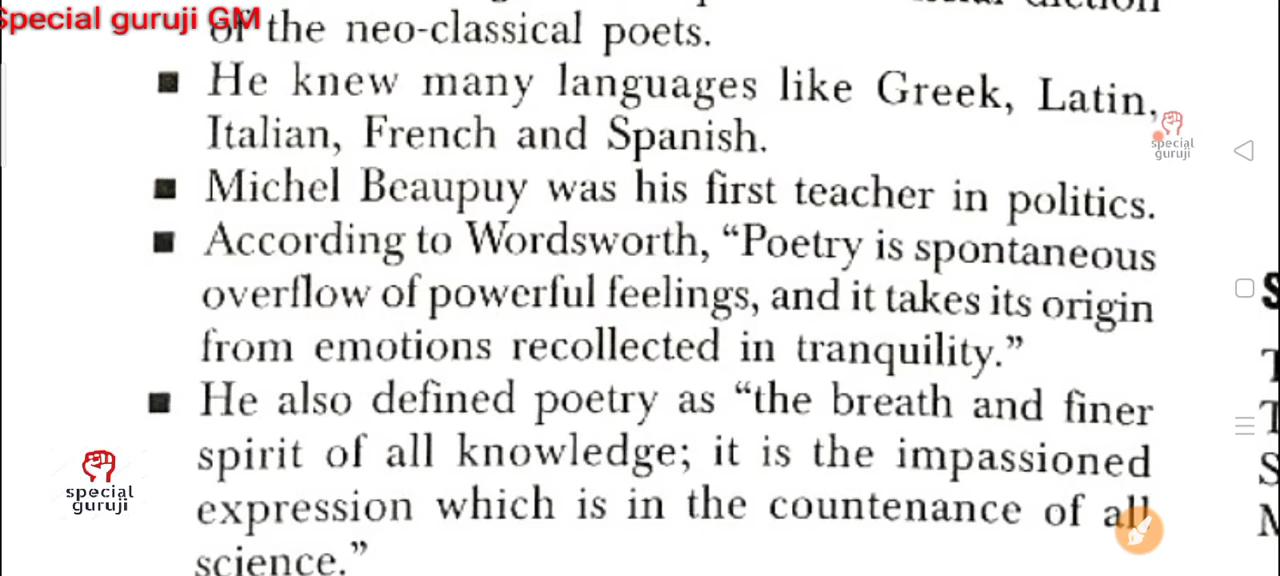 Special guruji GM
of the neo-classical poets.
■ He knew many languages like Greek, Latin,
Italian, French and Spanish.
special
guruji
■ Michel Beaupuy was his first teacher in politics.
■ According to Wordsworth, “Poetry is spontaneous
overflow of powerful feelings, and it takes its origin
from emotions recollected in tranquility.”
■ He also defined poetry as “the breath and finer
spirit of all knowledge; it is the impassioned
special
guruji
expression which is in the countenance of all
science.”